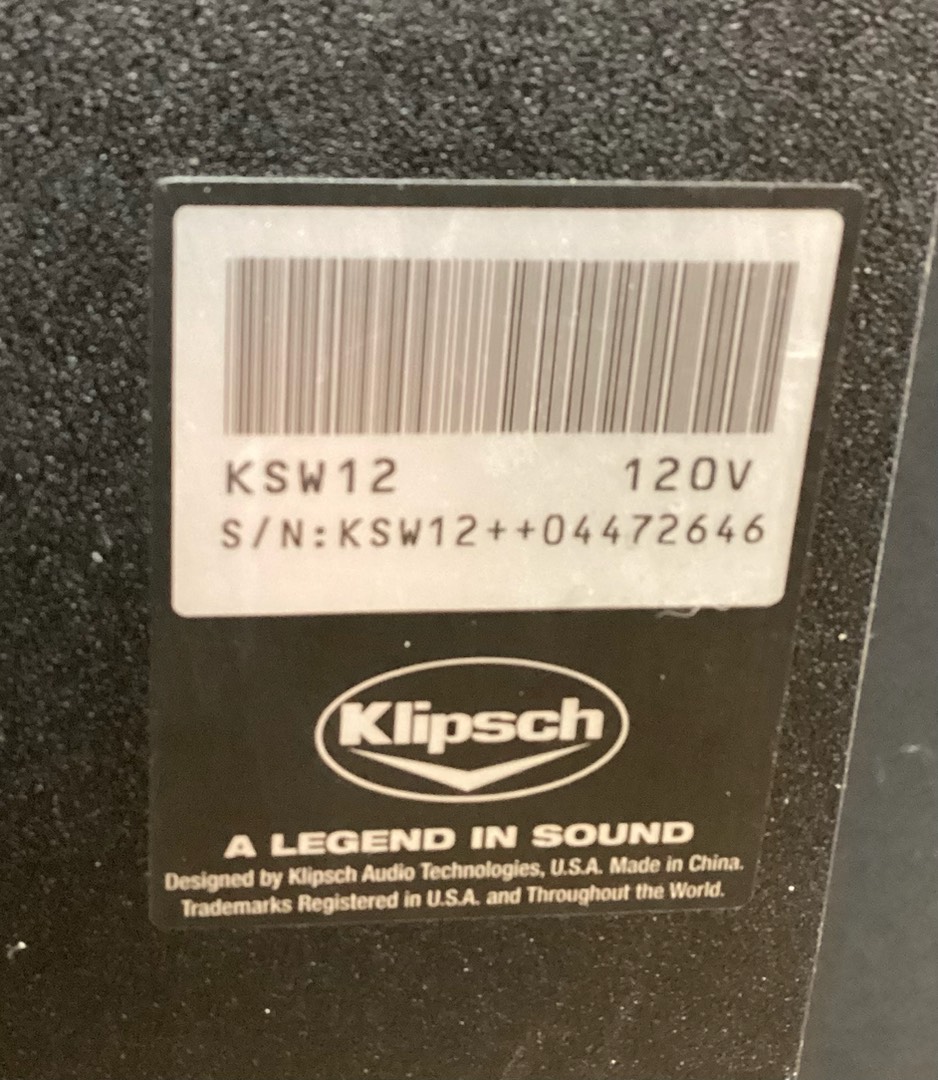 KSW12 120V
S/N:KSW12++04472646
Klipsch
A LEGEND IN SOUND
Designed by Klipsch Audio Technologies, U.S.A. Made in China.
Trademarks Registered in U.S.A. and Throughout the World.